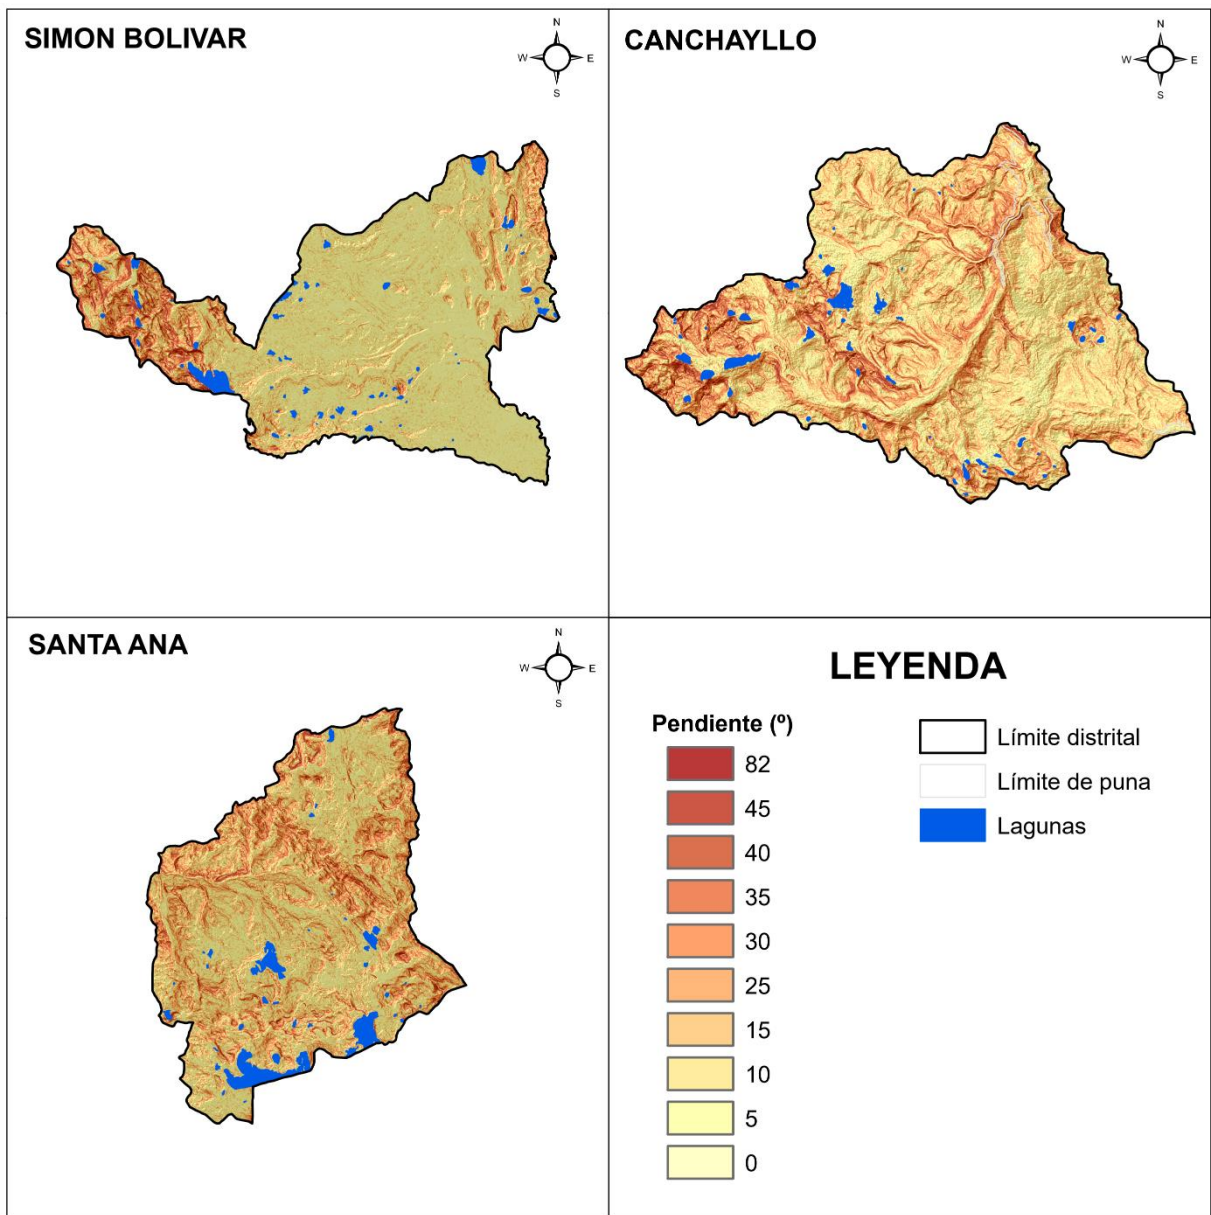 SIMON BOLIVAR
N
W E
S
CANCHAYLLO
N
W E
S
SANTA ANA
N
W E
S
LEYENDA
Pendiente (º)
82
45
40
35
30
25
15
10
5
0
Límite distrital
Límite de puna
Lagunas